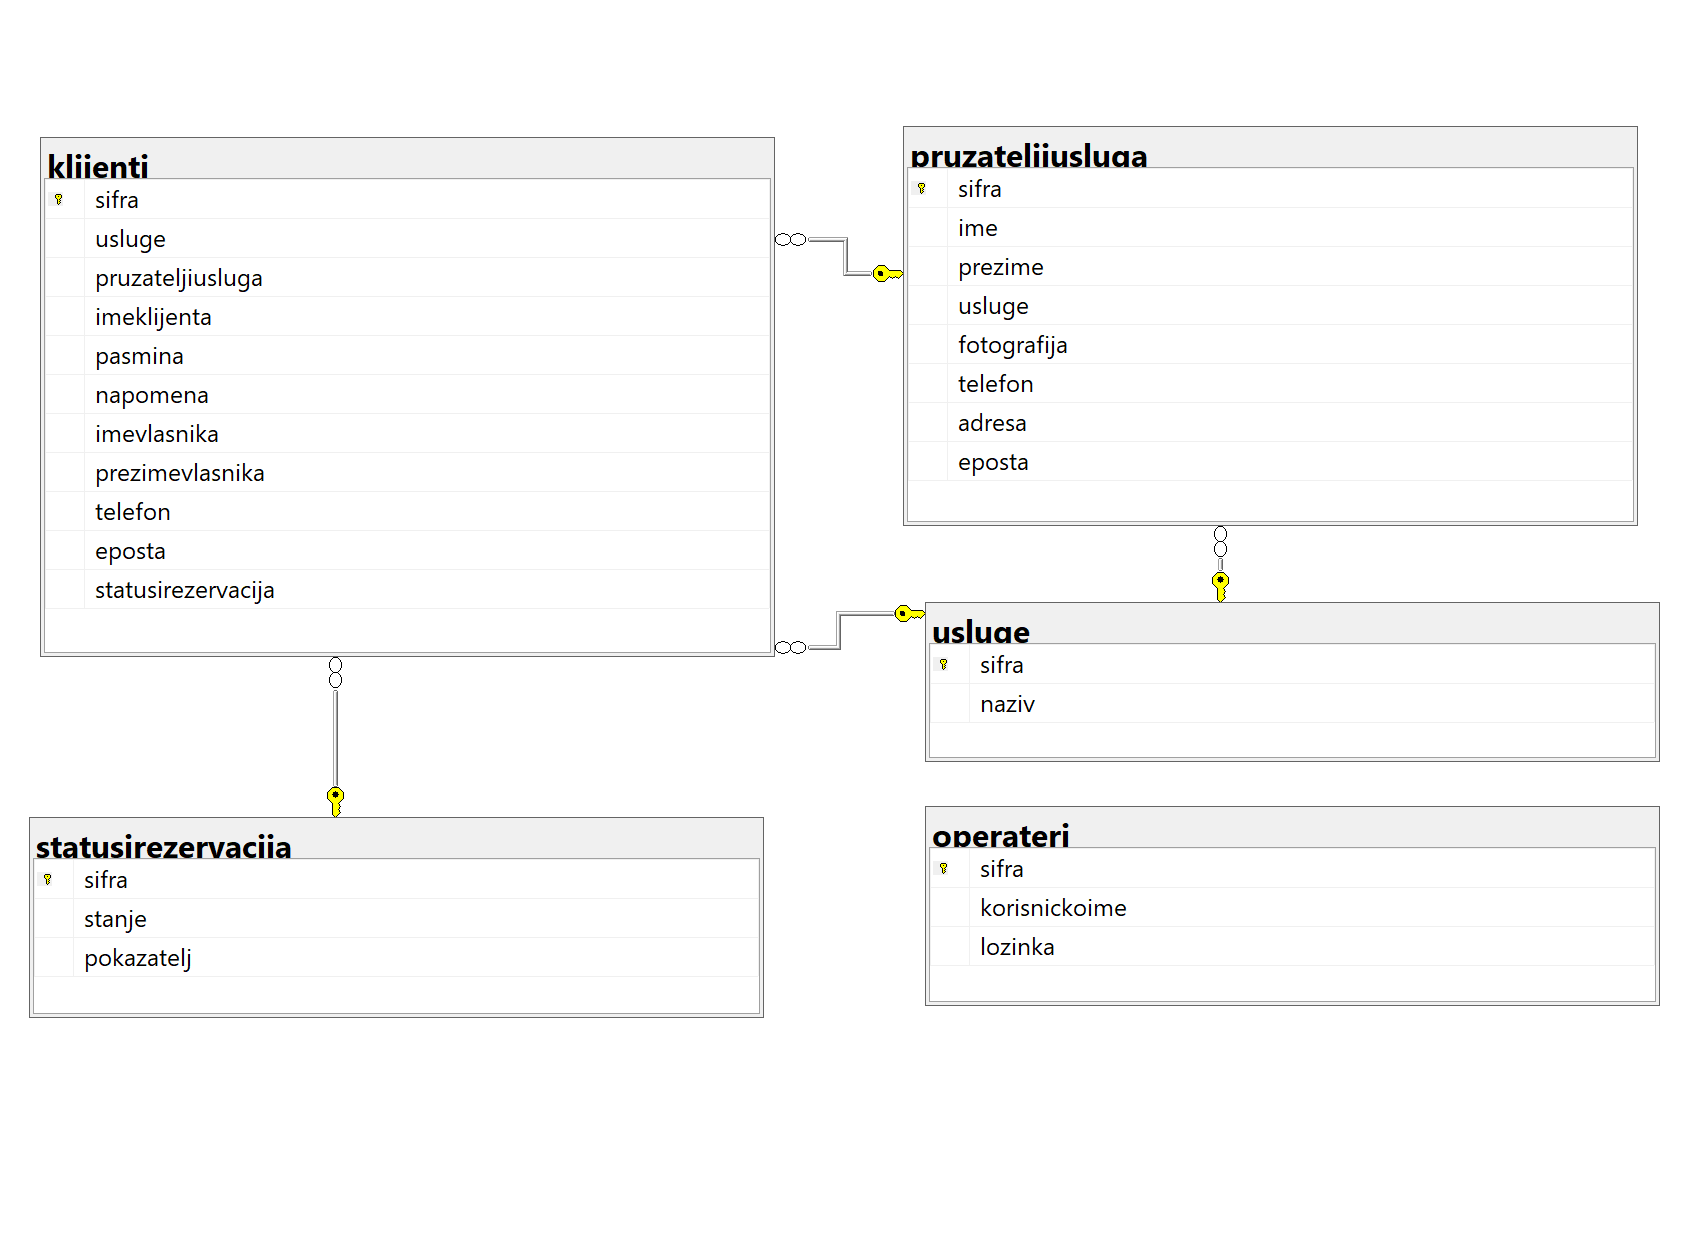 klijenti
sifra
usluge
pruzateljiusluga
imeklijenta
pasmina
napomena
imevlasnika
prezimevlasnika
telefon
eposta
statusirezervacija
pruzateljiusluga
sifra
ime
prezime
usluge
fotografija
telefon
adresa
eposta
usluge
sifra
naziv
statusirezervacija
sifra
stanje
pokazatelj
operateri
sifra
korisnickoime
lozinka